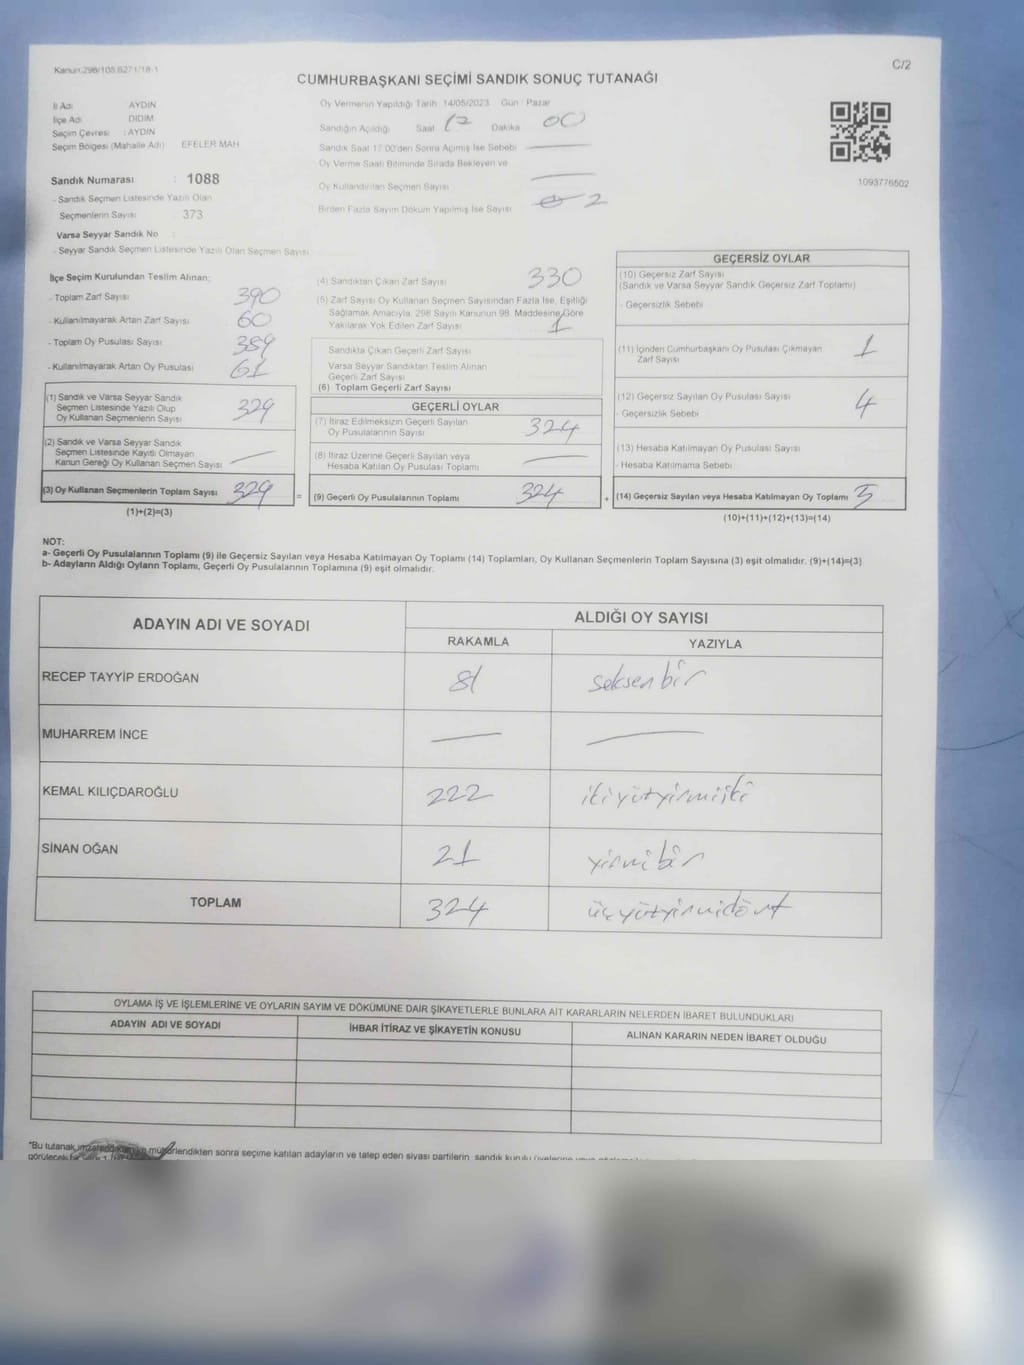 Kanun.298/105,6271/18-1
C/2
CUMHURBAŞKANI SEÇİMİ SANDIK SONUÇ TUTANAĞI
İl Adı AYDIN
İlçe Adı DİDİM
Seçim Çevresi : AYDIN
Seçim Bölgesi (Mahalle Adı) EFELER MAH
Sandık Numarası : 1088
- Sandık Seçmen Listesinde Yazılı Olan
Seçmenlerin Sayısı 373
Varsa Seyyar Sandık No
- Seyyar Sandık Seçmen Listesinde Yazılı Olan Seçmen Sayısı
Oy Vermenin Yapıldığı Tarih 14/05/2023 Gün Pazar
Sandığın Açıldığı Saat 17 Dakika 00
Sandık Saat 17:00'den Sonra Açılmış İse Sebebi
Oy Verme Saati Bitiminde Sırada Bekleyen ve
Oy Kullandırılan Seçmen Sayısı
Birden Fazla Sayım Döküm Yapılmış İse Sayısı 2
1093776502
İlçe Seçim Kurulundan Teslim Alınan;
- Toplam Zarf Sayısı 390
- Kullanılmayarak Artan Zarf Sayısı 60
- Toplam Oy Pusulası Sayısı 389
- Kullanılmayarak Artan Oy Pusulası 61
(1) Sandık ve Varsa Seyyar Sandık
Seçmen Listesinde Yazılı Olup
Oy Kullanan Seçmenlerin Sayısı 329
(2) Sandık ve Varsa Seyyar Sandık
Seçmen Listesinde Kayıtlı Olmayan
Kanun Gereği Oy Kullanan Seçmen Sayısı
(3) Oy Kullanan Seçmenlerin Toplam Sayısı 329
(1)+(2)=(3)
=
(4) Sandıktan Çıkan Zarf Sayısı 330
(5) Zarf Sayısı Oy Kullanan Seçmen Sayısından Fazla İse, Eşitliği
Sağlamak Amacıyla, 298 Sayılı Kanunun 98. Maddesine Göre
Yakılarak Yok Edilen Zarf Sayısı 1
Sandıkta Çıkan Geçerli Zarf Sayısı
Varsa Seyyar Sandıktan Teslim Alınan
Geçerli Zarf Sayısı
(6) Toplam Geçerli Zarf Sayısı
GEÇERLİ OYLAR
(7) İtiraz Edilmeksizin Geçerli Sayılan
Oy Pusulalarının Sayısı 324
(8) İtiraz Üzerine Geçerli Sayılan veya
Hesaba Katılan Oy Pusulası Toplamı
(9) Geçerli Oy Pusulalarının Toplamı 324
+
GEÇERSİZ OYLAR
(10) Geçersiz Zarf Sayısı
(Sandık ve Varsa Seyyar Sandık Geçersiz Zarf Toplamı)
- Geçersizlik Sebebi
(11) İçinden Cumhurbaşkanı Oy Pusulası Çıkmayan
Zarf Sayısı 1
(12) Geçersiz Sayılan Oy Pusulası Sayısı 4
- Geçersizlik Sebebi
(13) Hesaba Katılmayan Oy Pusulası Sayısı
- Hesaba Katılmama Sebebi
(14) Geçersiz Sayılan veya Hesaba Katılmayan Oy Toplamı 5
(10)+(11)+(12)+(13)=(14)
NOT:
a- Geçerli Oy Pusulalarının Toplamı (9) ile Geçersiz Sayılan veya Hesaba Katılmayan Oy Toplamı (14) Toplamları, Oy Kullanan Seçmenlerin Toplam Sayısına (3) eşit olmalıdır. (9)+(14)=(3)
b- Adayların Aldığı Oyların Toplamı, Geçerli Oy Pusulalarının Toplamına (9) eşit olmalıdır.
ADAYIN ADI VE SOYADI
ALDIĞI OY SAYISI
RAKAMLA YAZIYLA
RECEP TAYYİP ERDOĞAN 81 seksenbir
MUHARREM İNCE
KEMAL KILIÇDAROĞLU 222 ikiyüzyirmiiki
SİNAN OĞAN 21 yirmibir
TOPLAM 324 üçyüzyirmidört
OYLAMA İŞ VE İŞLEMLERİNE VE OYLARIN SAYIM VE DÖKÜMÜNE DAİR ŞİKAYETLERLE BUNLARA AİT KARARLARIN NELERDEN İBARET BULUNDUKLARI
ADAYIN ADI VE SOYADI İHBAR İTİRAZ VE ŞİKAYETİN KONUSU ALINAN KARARIN NEDEN İBARET OLDUĞU
*Bu tutanak mühürlendikten sonra seçime katılan adayların ve talep eden siyasi partilerin, sandık kurulu